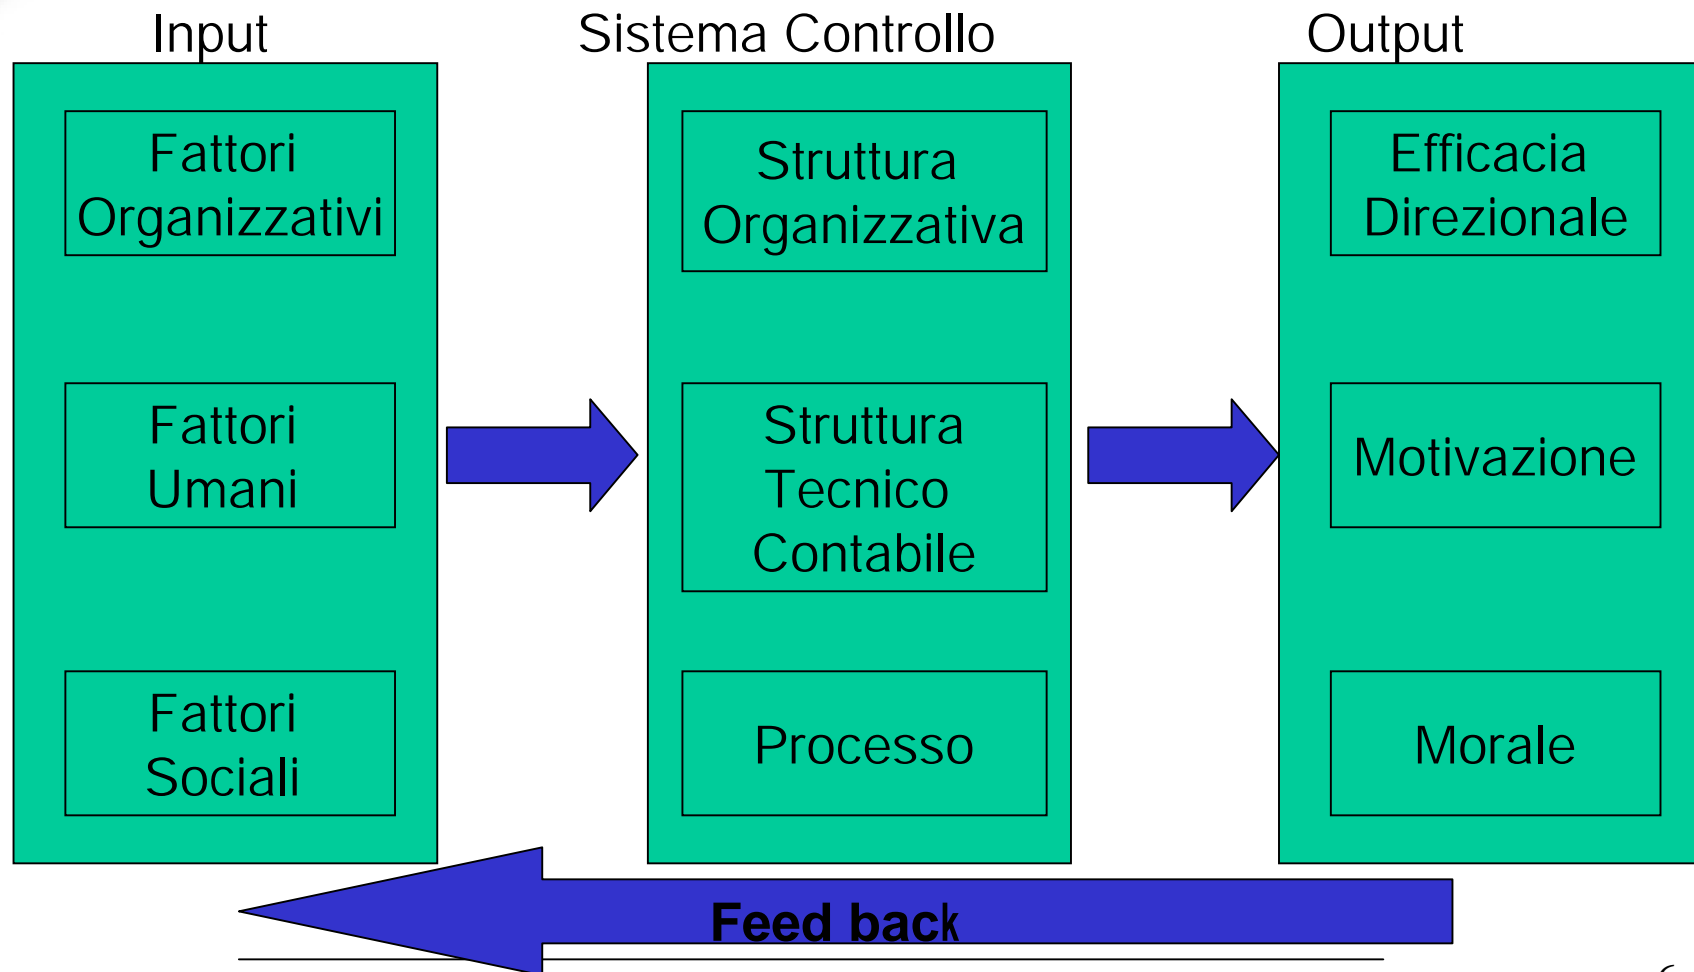 Input
Sistema Controllo
Output
Fattori
Organizzativi
Fattori
Umani
Fattori
Sociali
Struttura
Organizzativa
Struttura
Tecnico
Contabile
Processo
Efficacia
Direzionale
Motivazione
Morale
Feed back